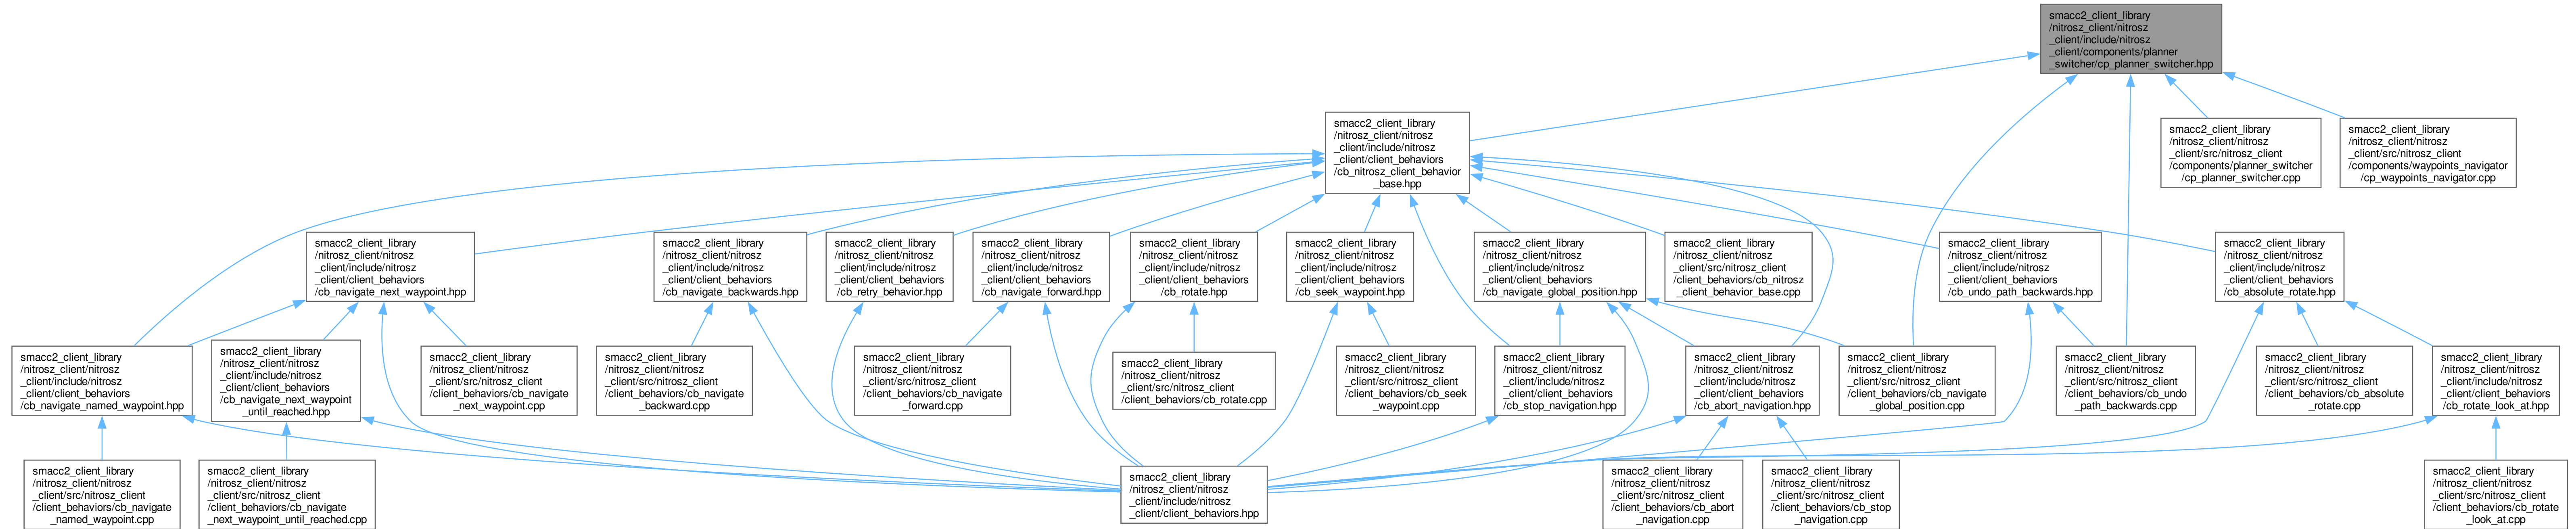 smacc2_client_library
/nitrosz_client/nitrosz
_client/include/nitrosz
_client/components/planner
_switcher/cp_planner_switcher.hpp
smacc2_client_library
/nitrosz_client/nitrosz
_client/include/nitrosz
_client/client_behaviors
/cb_nitrosz_client_behavior
_base.hpp
smacc2_client_library
/nitrosz_client/nitrosz
_client/src/nitrosz_client
/components/planner_switcher
/cp_planner_switcher.cpp
smacc2_client_library
/nitrosz_client/nitrosz
_client/src/nitrosz_client
/components/waypoints_navigator
/cp_waypoints_navigator.cpp
smacc2_client_library
/nitrosz_client/nitrosz
_client/include/nitrosz
_client/client_behaviors
/cb_navigate_next_waypoint.hpp
smacc2_client_library
/nitrosz_client/nitrosz
_client/include/nitrosz
_client/client_behaviors
/cb_navigate_backwards.hpp
smacc2_client_library
/nitrosz_client/nitrosz
_client/include/nitrosz
_client/client_behaviors
/cb_retry_behavior.hpp
smacc2_client_library
/nitrosz_client/nitrosz
_client/include/nitrosz
_client/client_behaviors
/cb_navigate_forward.hpp
smacc2_client_library
/nitrosz_client/nitrosz
_client/include/nitrosz
_client/client_behaviors
/cb_rotate.hpp
smacc2_client_library
/nitrosz_client/nitrosz
_client/include/nitrosz
_client/client_behaviors
/cb_seek_waypoint.hpp
smacc2_client_library
/nitrosz_client/nitrosz
_client/include/nitrosz
_client/client_behaviors
/cb_navigate_global_position.hpp
smacc2_client_library
/nitrosz_client/nitrosz
_client/src/nitrosz_client
/client_behaviors/cb_nitrosz
_client_behavior_base.cpp
smacc2_client_library
/nitrosz_client/nitrosz
_client/include/nitrosz
_client/client_behaviors
/cb_undo_path_backwards.hpp
smacc2_client_library
/nitrosz_client/nitrosz
_client/include/nitrosz
_client/client_behaviors
/cb_absolute_rotate.hpp
smacc2_client_library
/nitrosz_client/nitrosz
_client/include/nitrosz
_client/client_behaviors
/cb_navigate_named_waypoint.hpp
smacc2_client_library
/nitrosz_client/nitrosz
_client/include/nitrosz
_client/client_behaviors
/cb_navigate_next_waypoint
_until_reached.hpp
smacc2_client_library
/nitrosz_client/nitrosz
_client/src/nitrosz_client
/client_behaviors/cb_navigate
_next_waypoint.cpp
smacc2_client_library
/nitrosz_client/nitrosz
_client/src/nitrosz_client
/client_behaviors/cb_navigate
_backward.cpp
smacc2_client_library
/nitrosz_client/nitrosz
_client/src/nitrosz_client
/client_behaviors/cb_navigate
_forward.cpp
smacc2_client_library
/nitrosz_client/nitrosz
_client/src/nitrosz_client
/client_behaviors/cb_rotate.cpp
smacc2_client_library
/nitrosz_client/nitrosz
_client/src/nitrosz_client
/client_behaviors/cb_seek
_waypoint.cpp
smacc2_client_library
/nitrosz_client/nitrosz
_client/include/nitrosz
_client/client_behaviors
/cb_stop_navigation.hpp
smacc2_client_library
/nitrosz_client/nitrosz
_client/include/nitrosz
_client/client_behaviors
/cb_abort_navigation.hpp
smacc2_client_library
/nitrosz_client/nitrosz
_client/src/nitrosz_client
/client_behaviors/cb_navigate
_global_position.cpp
smacc2_client_library
/nitrosz_client/nitrosz
_client/src/nitrosz_client
/client_behaviors/cb_undo
_path_backwards.cpp
smacc2_client_library
/nitrosz_client/nitrosz
_client/src/nitrosz_client
/client_behaviors/cb_absolute
_rotate.cpp
smacc2_client_library
/nitrosz_client/nitrosz
_client/include/nitrosz
_client/client_behaviors
/cb_rotate_look_at.hpp
smacc2_client_library
/nitrosz_client/nitrosz
_client/src/nitrosz_client
/client_behaviors/cb_navigate
_named_waypoint.cpp
smacc2_client_library
/nitrosz_client/nitrosz
_client/src/nitrosz_client
/client_behaviors/cb_navigate
_next_waypoint_until_reached.cpp
smacc2_client_library
/nitrosz_client/nitrosz
_client/include/nitrosz
_client/client_behaviors.hpp
smacc2_client_library
/nitrosz_client/nitrosz
_client/src/nitrosz_client
/client_behaviors/cb_abort
_navigation.cpp
smacc2_client_library
/nitrosz_client/nitrosz
_client/src/nitrosz_client
/client_behaviors/cb_stop
_navigation.cpp
smacc2_client_library
/nitrosz_client/nitrosz
_client/src/nitrosz_client
/client_behaviors/cb_rotate
_look_at.cpp